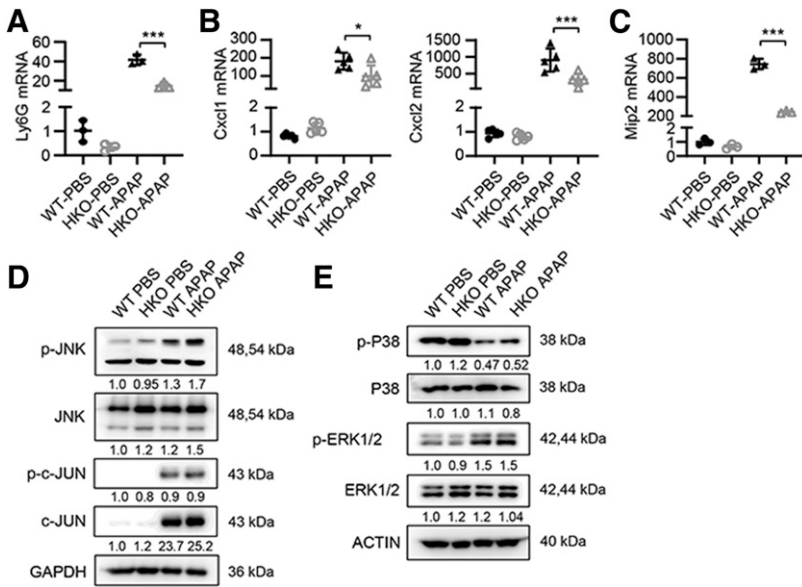 A
Ly6G mRNA
60
40
20
0
2
1
0
***
WT-PBS
HKO-PBS
WT-APAP
HKO-APAP
B
Cxcl1 mRNA
300
200
100
2
1
0
*
WT-PBS
HKO-PBS
WT-APAP
HKO-APAP
Cxcl2 mRNA
1500
1000
500
2
1
0
***
WT-PBS
HKO-PBS
WT-APAP
HKO-APAP
C
Mip2 mRNA
1000
800
600
400
200
2
1
0
***
WT-PBS
HKO-PBS
WT-APAP
HKO-APAP
D
WT PBS
HKO PBS
WT APAP
HKO APAP
p-JNK 48,54 kDa
1.0 0.95 1.3 1.7
JNK 48,54 kDa
1.0 1.2 1.2 1.5
p-c-JUN 43 kDa
1.0 0.8 0.9 0.9
c-JUN 43 kDa
1.0 1.2 23.7 25.2
GAPDH 36 kDa
E
WT PBS
HKO PBS
WT APAP
HKO APAP
p-P38 38 kDa
1.0 1.2 0.47 0.52
P38 38 kDa
1.0 1.0 1.1 0.8
p-ERK1/2 42,44 kDa
1.0 0.9 1.5 1.5
ERK1/2 42,44 kDa
1.0 1.2 1.2 1.04
ACTIN 40 kDa